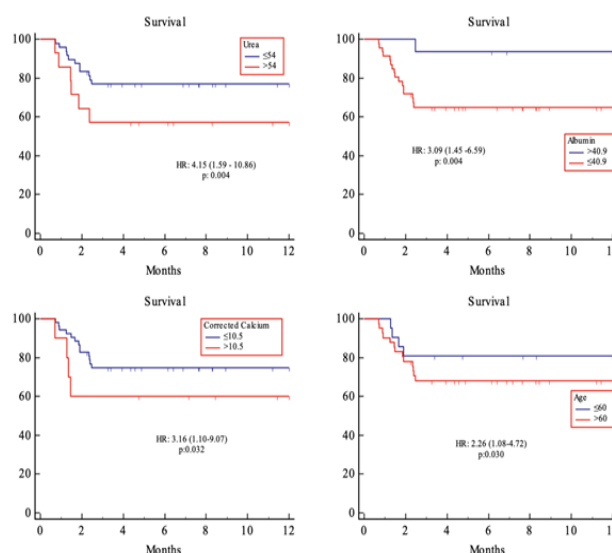 Survival
Urea
≤54
>54
100
80
60
40
20
0
HR: 4.15 (1.59 - 10.86)
p: 0.004
0 2 4 6 8 10 12
Months
Survival
100
80
60
40
20
0
HR: 3.09 (1.45 -6.59)
p: 0.004
Albumin
>40.9
≤40.9
0 2 4 6 8 10 12
Months
Survival
Corrected Calcium
≤10.5
>10.5
100
80
60
40
20
0
HR: 3.16 (1.10-9.07)
p:0.032
0 2 4 6 8 10 12
Months
Survival
100
80
60
40
20
0
Age
≤60
>60
HR: 2.26 (1.08-4.72)
p:0.030
0 2 4 6 8 10 12
Months